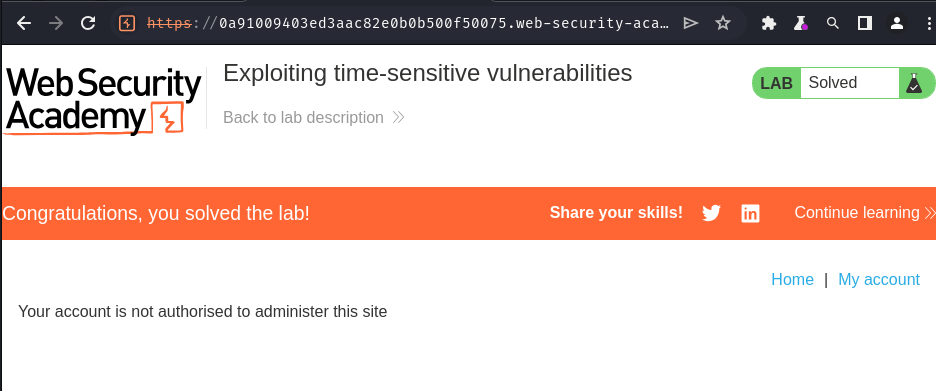 https://0a91009403ed3aac82e0b0b500f50075.web-security-aca...
Web Security
Academy
Exploiting time-sensitive vulnerabilities
Back to lab description
LAB Solved
Congratulations, you solved the lab!
Share your skills!
Continue learning
Home | My account
Your account is not authorised to administer this site